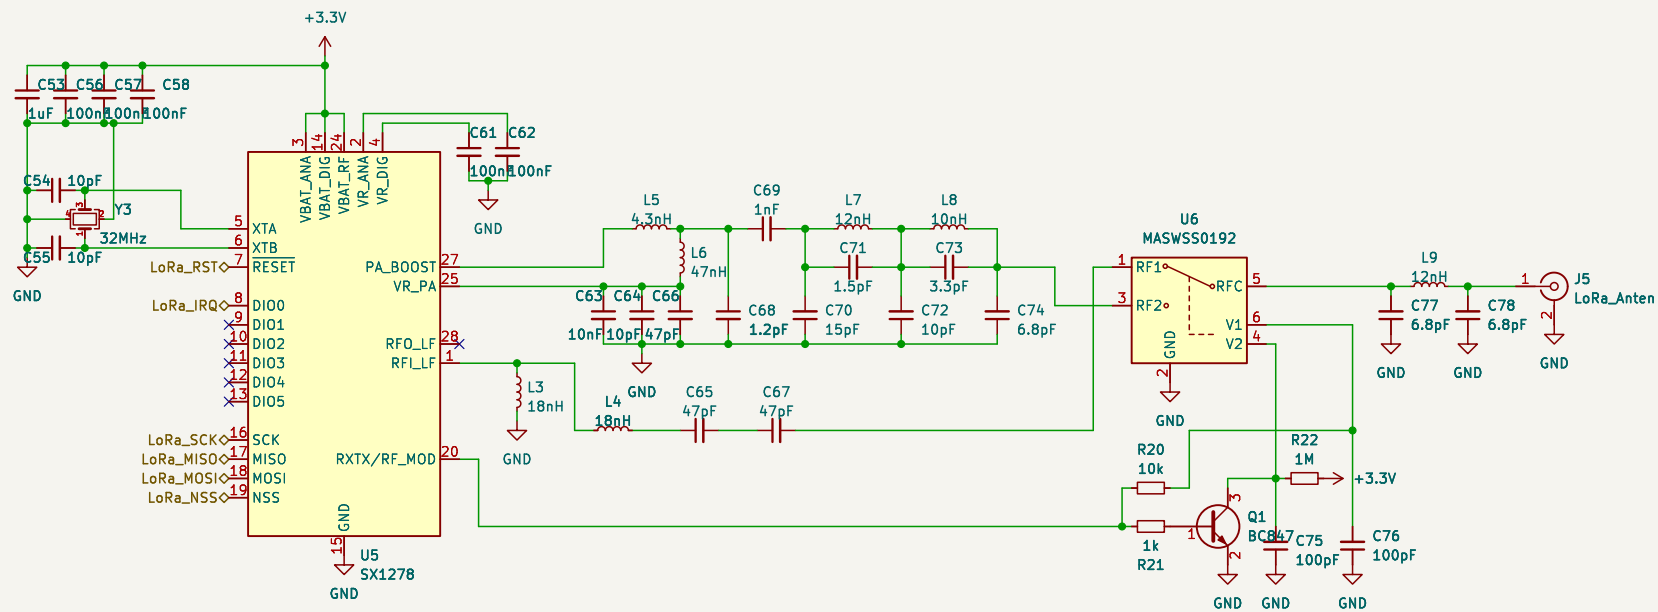 +3.3V
C53 C56 C57 C58
1uF 100nF 100nF 100nF
C54 10pF
3
4 2
1
Y3
32MHz
C55 10pF
GND
3 14 24 2 4
VBAT_ANA
VBAT_DIG
VBAT_RF
VR_ANA
VR_DIG
C61 C62
100nF 100nF
GND
5 XTA
6 XTB
LoRa_RST 7 RESET
LoRa_IRQ 8 DIO0
9 DIO1
10 DIO2
11 DIO3
12 DIO4
13 DIO5
LoRa_SCK 16 SCK
LoRa_MISO 17 MISO
LoRa_MOSI 18 MOSI
LoRa_NSS 19 NSS
PA_BOOST 27
VR_PA 25
RFO_LF 28
RFI_LF 1
RXTX/RF_MOD 20
GND
15
U5
SX1278
GND
L5
4.3nH
L6
47nH
C69
1nF
L7
12nH
L8
10nH
C71
1.5pF
C73
3.3pF
C63 C64 C66
10nF 10pF 47pF
C68
1.2pF
C70
15pF
C72
10pF
C74
6.8pF
GND
L3
18nH
GND
L4
18nH
C65
47pF
C67
47pF
U6
MASWSS0192
1 RF1
3 RF2
RFC 5
V1 6
V2 4
GND
2
GND
L9
12nH
1
J5
LoRa_Anten
2
C77
6.8pF
C78
6.8pF
GND
GND
GND
R20
10k
R22
1M
+3.3V
1k
R21
1
3
2
Q1
BC847
C75
100pF
C76
100pF
GND
GND
GND